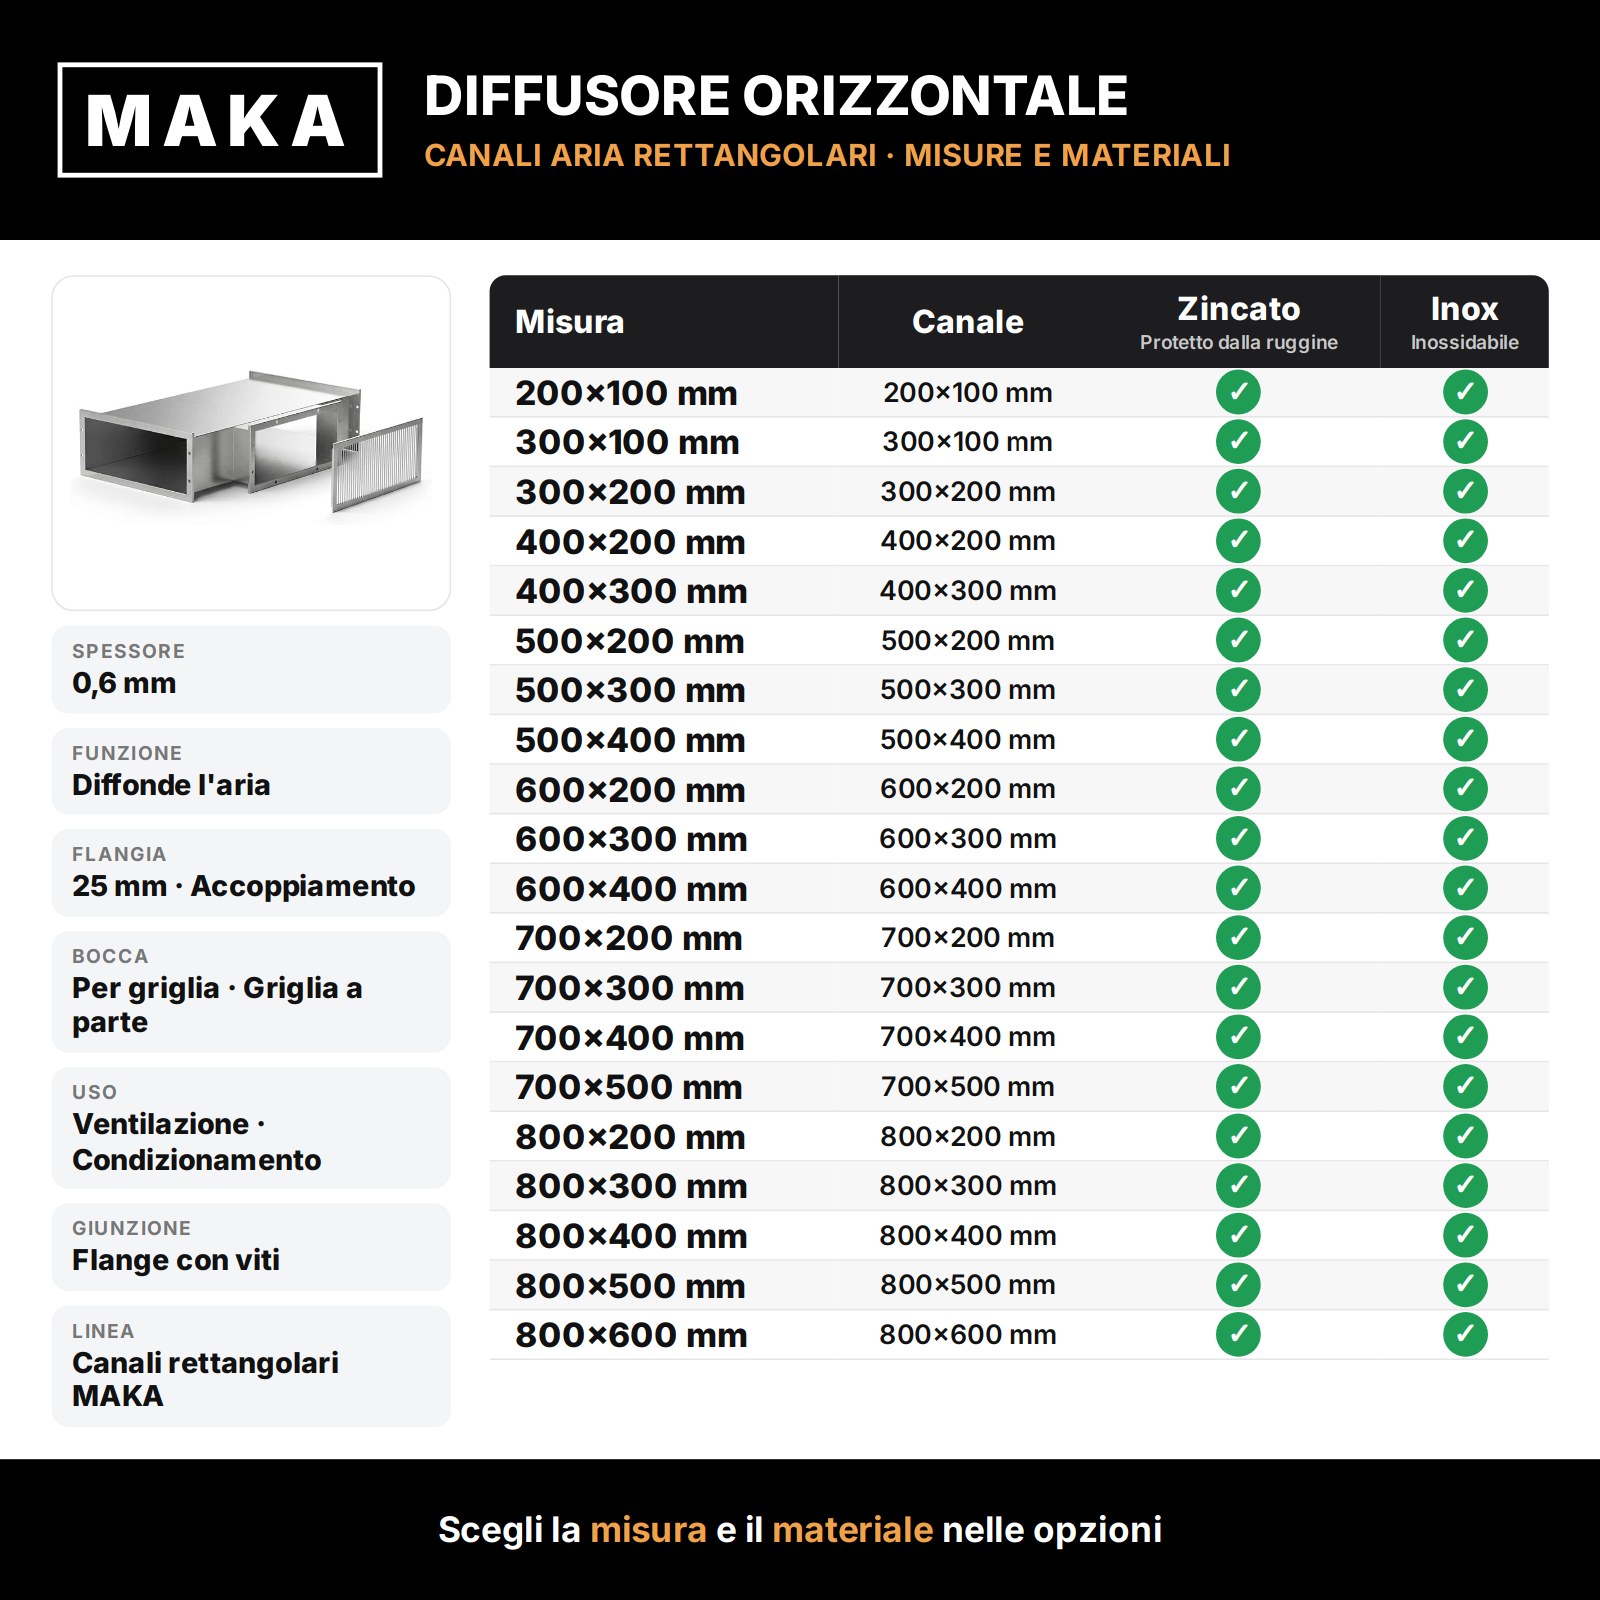 MAKA
DIFFUSORE ORIZZONTALE
CANALI ARIA RETTANGOLARI · MISURE E MATERIALI
SPESSORE
0,6 mm
FUNZIONE
Diffonde l'aria
FLANGIA
25 mm · Accoppiamento
BOCCA
Per griglia · Griglia a
parte
USO
Ventilazione ·
Condizionamento
GIUNZIONE
Flange con viti
LINEA
Canali rettangolari
MAKA
Misura Canale Zincato Inox
Protetto dalla ruggine Inossidabile
200×100 mm 200×100 mm ✓ ✓
300×100 mm 300×100 mm ✓ ✓
300×200 mm 300×200 mm ✓ ✓
400×200 mm 400×200 mm ✓ ✓
400×300 mm 400×300 mm ✓ ✓
500×200 mm 500×200 mm ✓ ✓
500×300 mm 500×300 mm ✓ ✓
500×400 mm 500×400 mm ✓ ✓
600×200 mm 600×200 mm ✓ ✓
600×300 mm 600×300 mm ✓ ✓
600×400 mm 600×400 mm ✓ ✓
700×200 mm 700×200 mm ✓ ✓
700×300 mm 700×300 mm ✓ ✓
700×400 mm 700×400 mm ✓ ✓
700×500 mm 700×500 mm ✓ ✓
800×200 mm 800×200 mm ✓ ✓
800×300 mm 800×300 mm ✓ ✓
800×400 mm 800×400 mm ✓ ✓
800×500 mm 800×500 mm ✓ ✓
800×600 mm 800×600 mm ✓ ✓
Scegli la misura e il materiale nelle opzioni